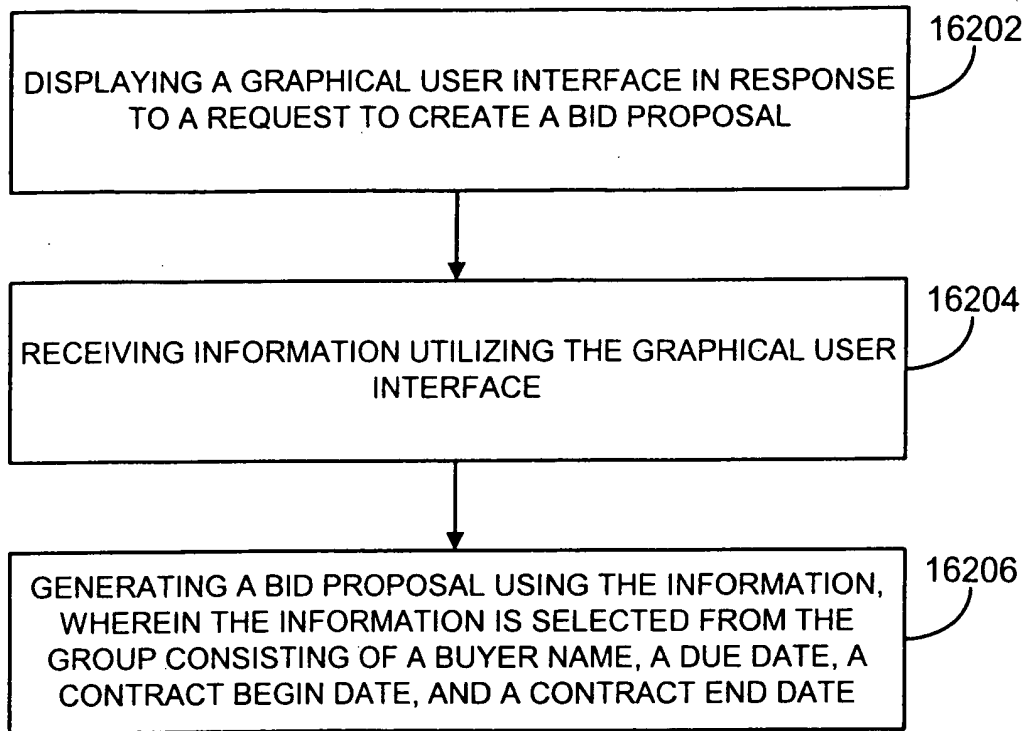 16202
DISPLAYING A GRAPHICAL USER INTERFACE IN RESPONSE
TO A REQUEST TO CREATE A BID PROPOSAL
16204
RECEIVING INFORMATION UTILIZING THE GRAPHICAL USER
INTERFACE
16206
GENERATING A BID PROPOSAL USING THE INFORMATION,
WHEREIN THE INFORMATION IS SELECTED FROM THE
GROUP CONSISTING OF A BUYER NAME, A DUE DATE, A
CONTRACT BEGIN DATE, AND A CONTRACT END DATE